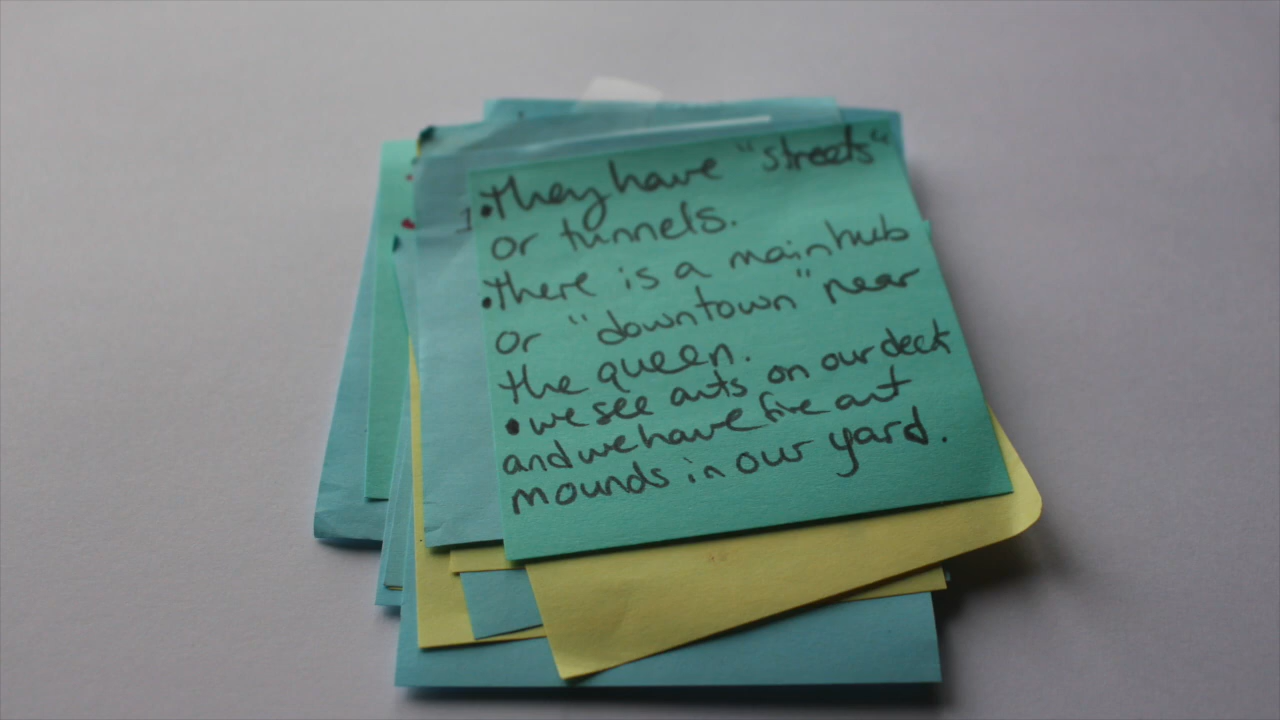 •they have "streets"
or tunnels.
•there is a main hub
or "downtown" near
the queen.
•we see ants on our deck
and we have five ant
mounds in our yard.